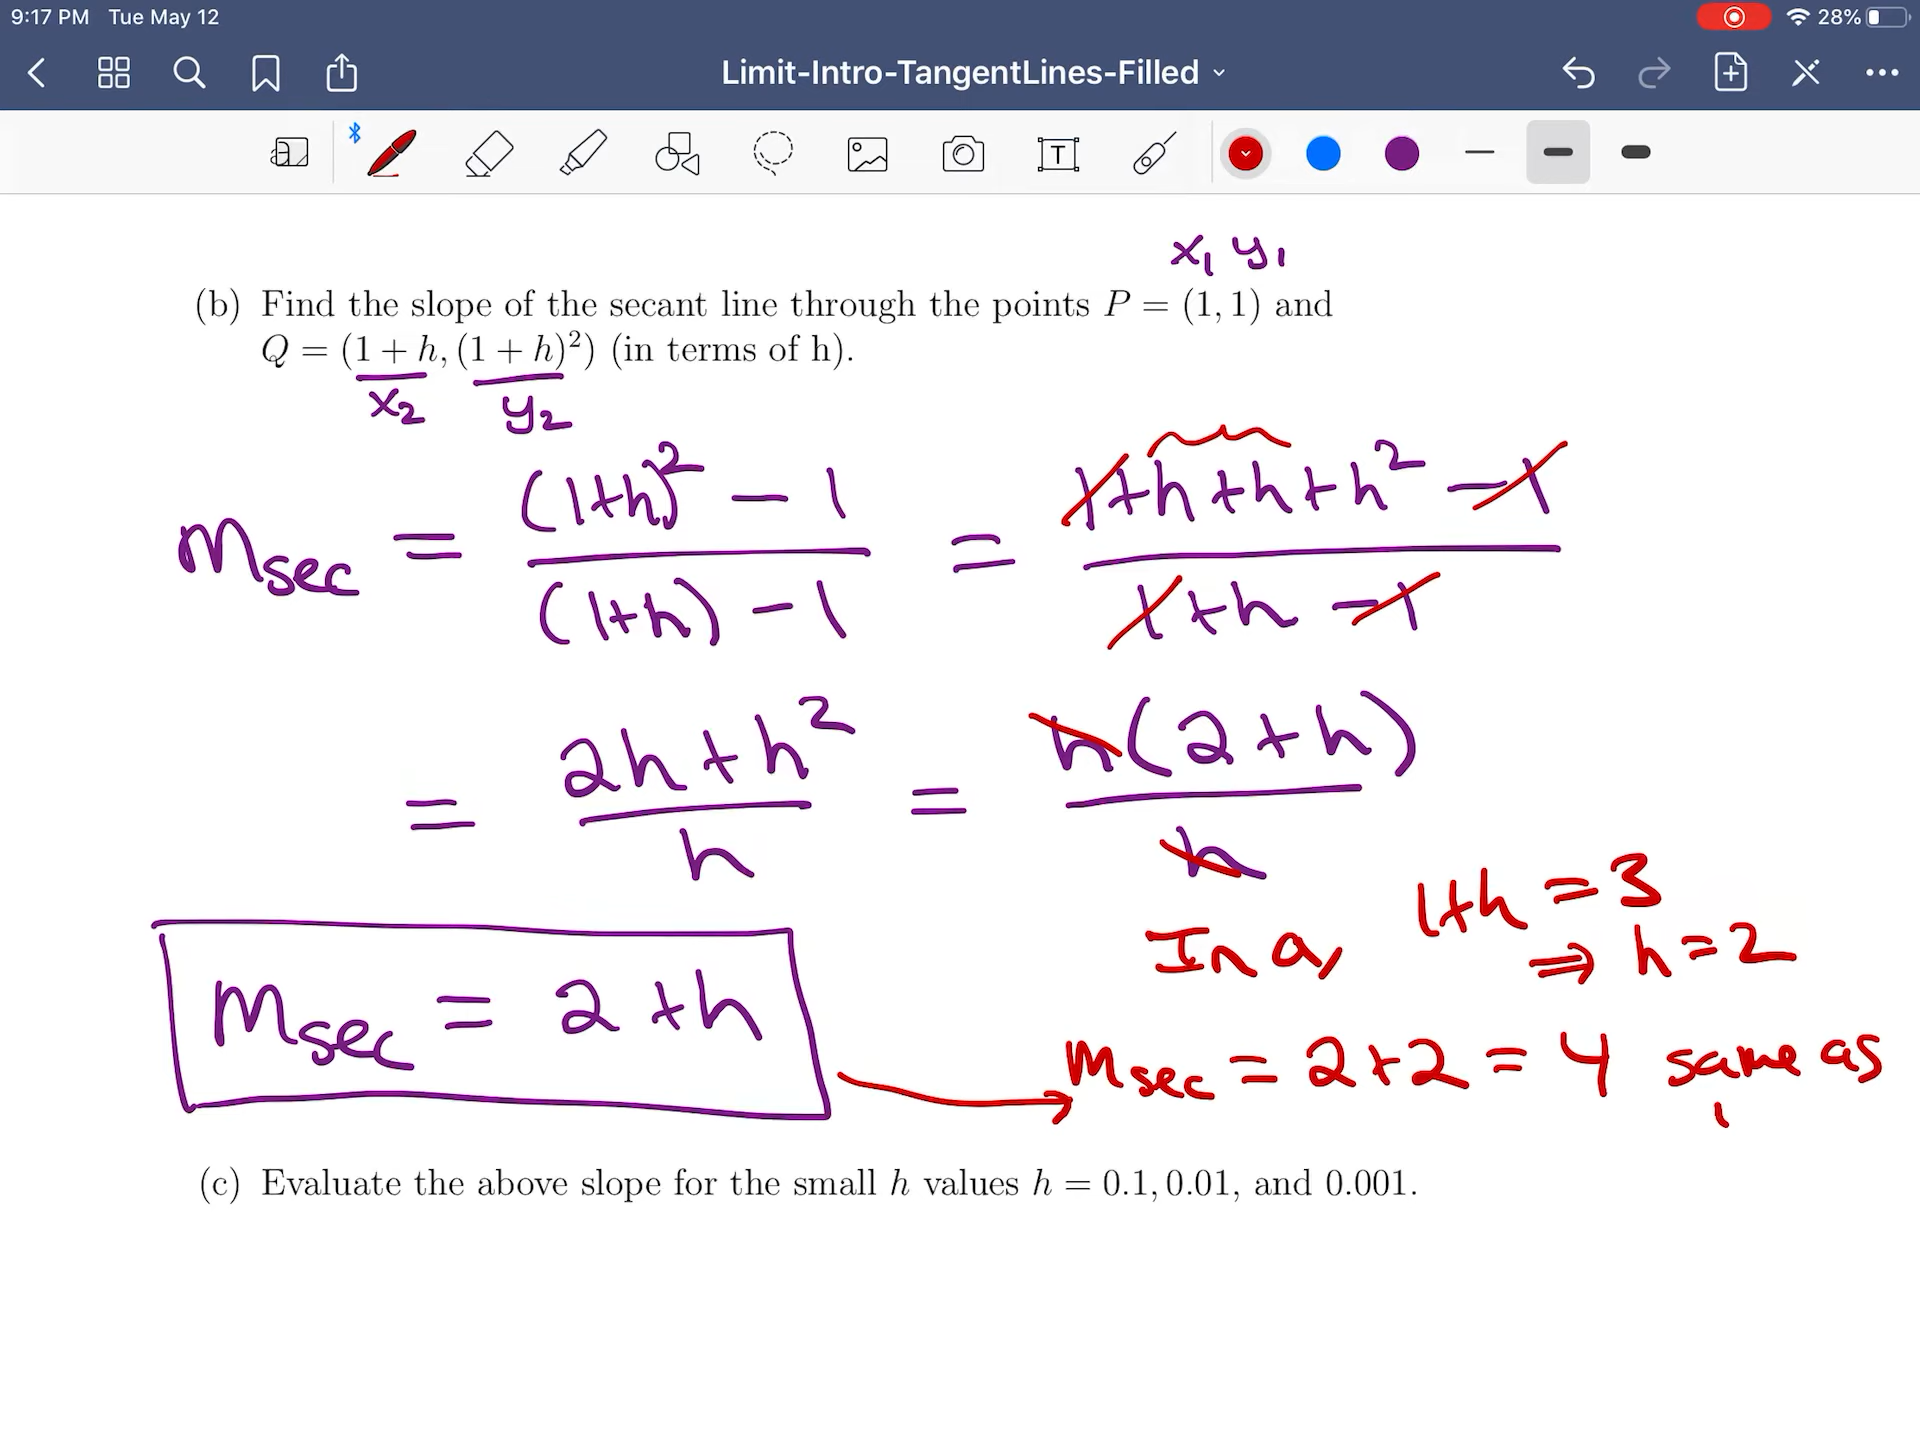 9:17 PM Tue May 12
28%
Limit-Intro-TangentLines-Filled
x₁ y₁
(b) Find the slope of the secant line through the points P = (1, 1) and
Q = (1 + h, (1 + h)²) (in terms of h).
x₂ y₂
m_sec = ((1+h)² − 1) / ((1+h) − 1) = (1+h+h+h² − 1) / (1+h − 1)
= (2h+h²) / h = h(2+h) / h
In a, 1+h = 3
⇒ h = 2
m_sec = 2+h
m_sec = 2+2 = 4 same as
(c) Evaluate the above slope for the small h values h = 0.1, 0.01, and 0.001.